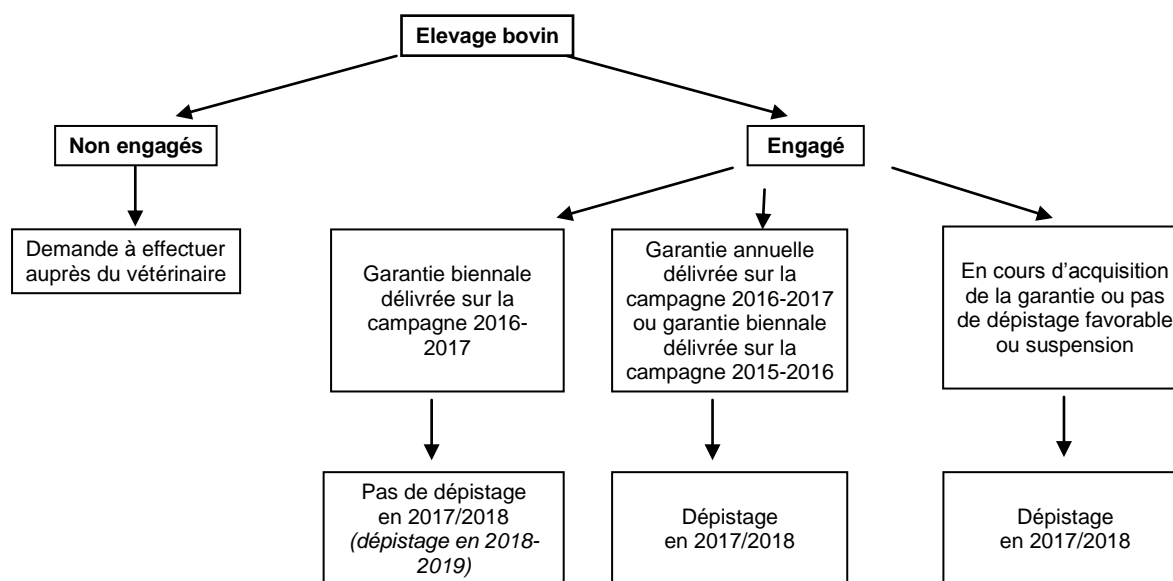 Elevage bovin
Non engagés
Engagé
Demande à effectuer
auprès du vétérinaire
Garantie biennale
délivrée sur la
campagne 2016-
2017
Garantie annuelle
délivrée sur la
campagne 2016-2017
ou garantie biennale
délivrée sur la
campagne 2015-2016
En cours d'acquisition
de la garantie ou pas
de dépistage favorable
ou suspension
Pas de dépistage
en 2017/2018
(dépistage en 2018-
2019)
Dépistage
en 2017/2018
Dépistage
en 2017/2018